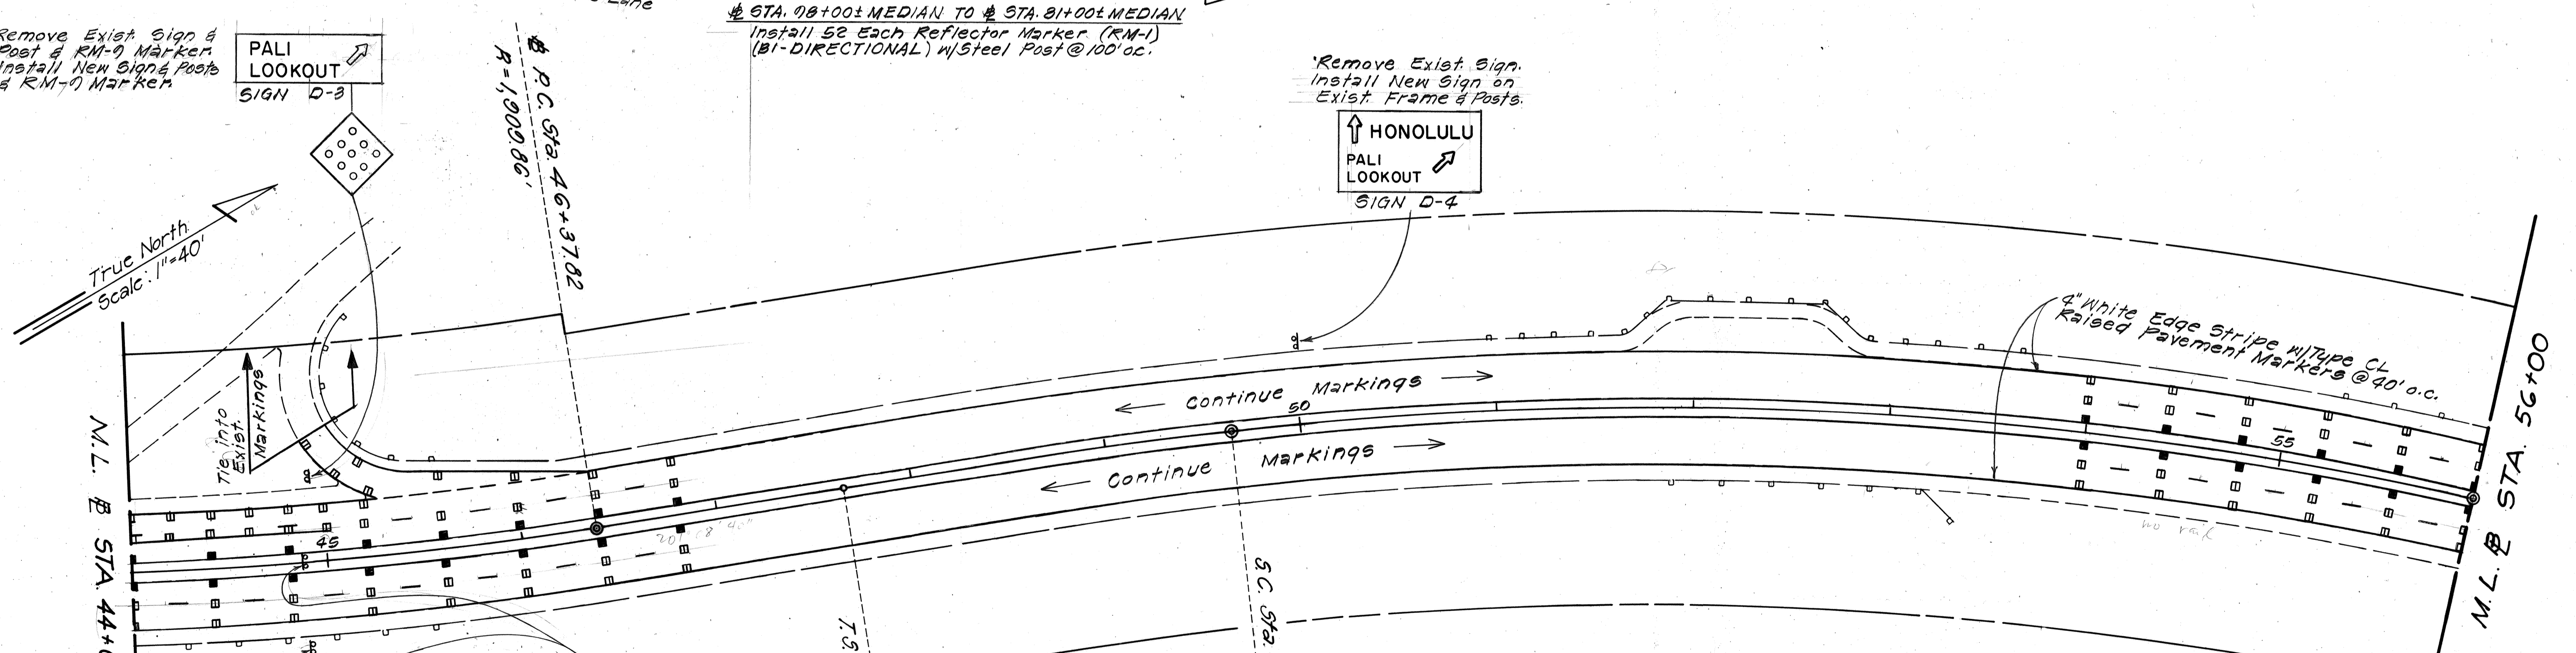 Lane
Remove Exist. Sign &
Post & RM-7 Marker.
Install New Sign & Posts
& RM-7 Marker.
PALI
LOOKOUT
SIGN D-3
℄ STA. 78+00± MEDIAN TO ℄ STA. 81+00± MEDIAN
Install 52 Each Reflector Marker (RM-1)
(BI-DIRECTIONAL) W/Steel Post @ 100' o.c.
P.C. Sta. 46+37.82
R=1,909.86'
Remove Exist. Sign.
Install New Sign on
Exist. Frame & Posts.
HONOLULU
PALI
LOOKOUT
SIGN D-4
True North
Scale: 1"=40'
4" White Edge Stripe w/Type CL
Raised Pavement Markers @ 40' o.c.
Tie into
Exist.
Markings
Continue Markings
50
Continue Markings
45
55
M.L. ℄ STA. 44+
M.L. ℄ STA. 56+00
T.S.
S.C. Sta.
no rail